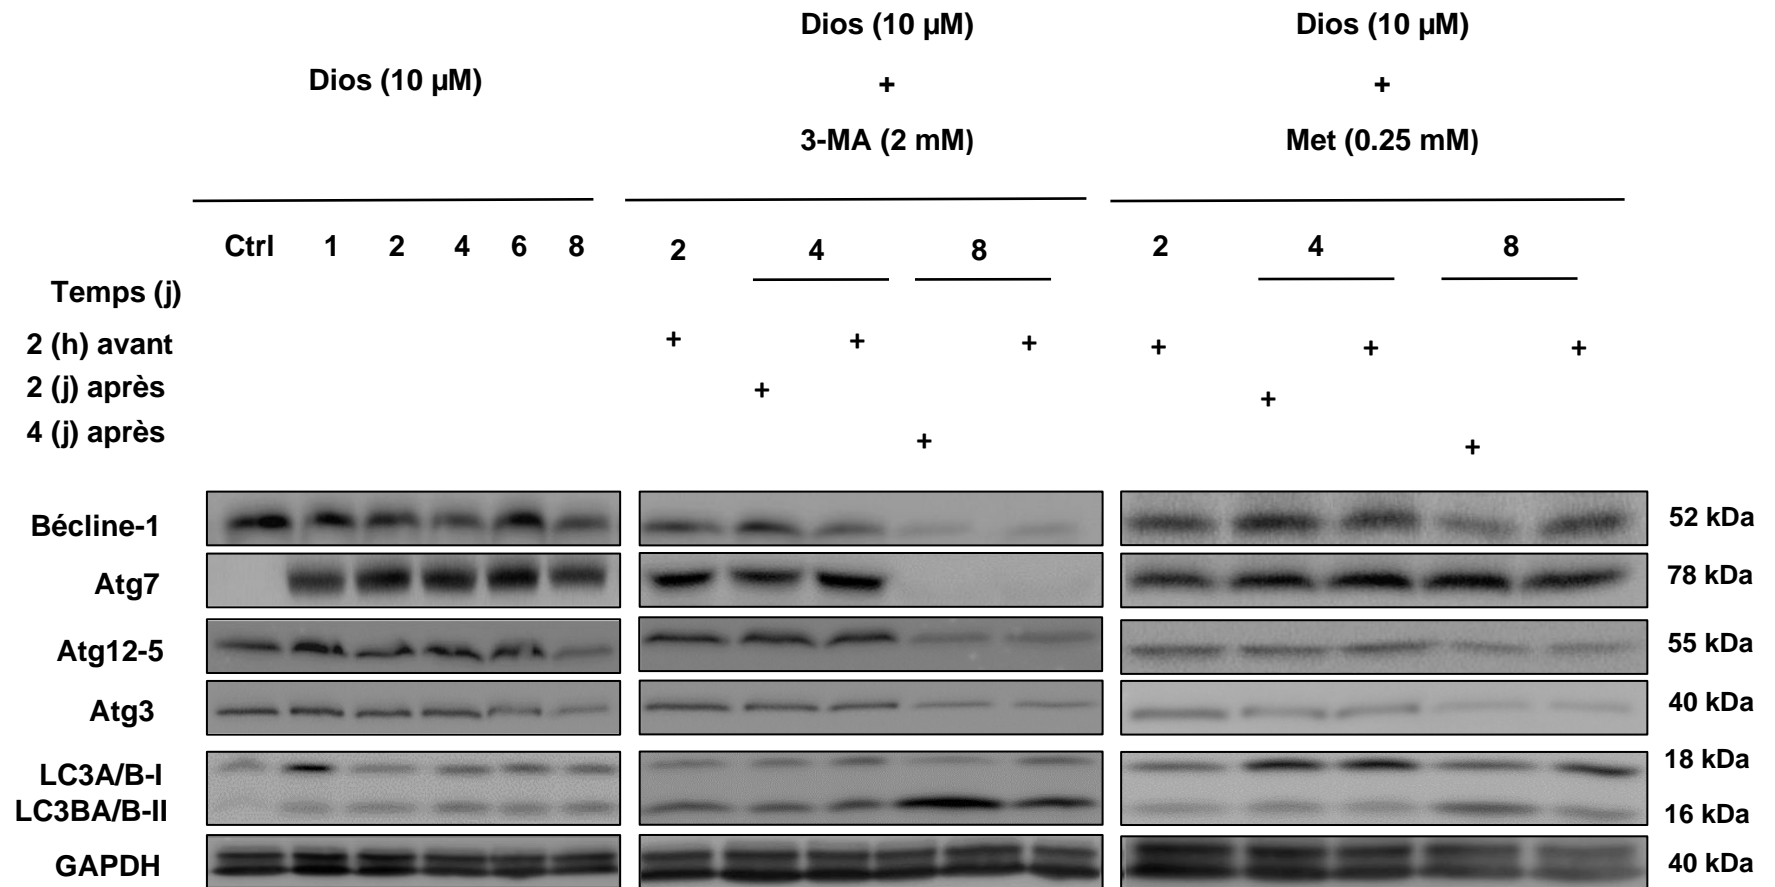 Dios (10 µM)
Dios (10 µM)
+
3-MA (2 mM)
Dios (10 µM)
+
Met (0.25 mM)
Ctrl 1 2 4 6 8
2 4 8
2 4 8
Temps (j)
2 (h) avant + + + + + +
2 (j) après + +
4 (j) après + +
Bécline-1 52 kDa
Atg7 78 kDa
Atg12-5 55 kDa
Atg3 40 kDa
LC3A/B-I 18 kDa
LC3BA/B-II 16 kDa
GAPDH 40 kDa